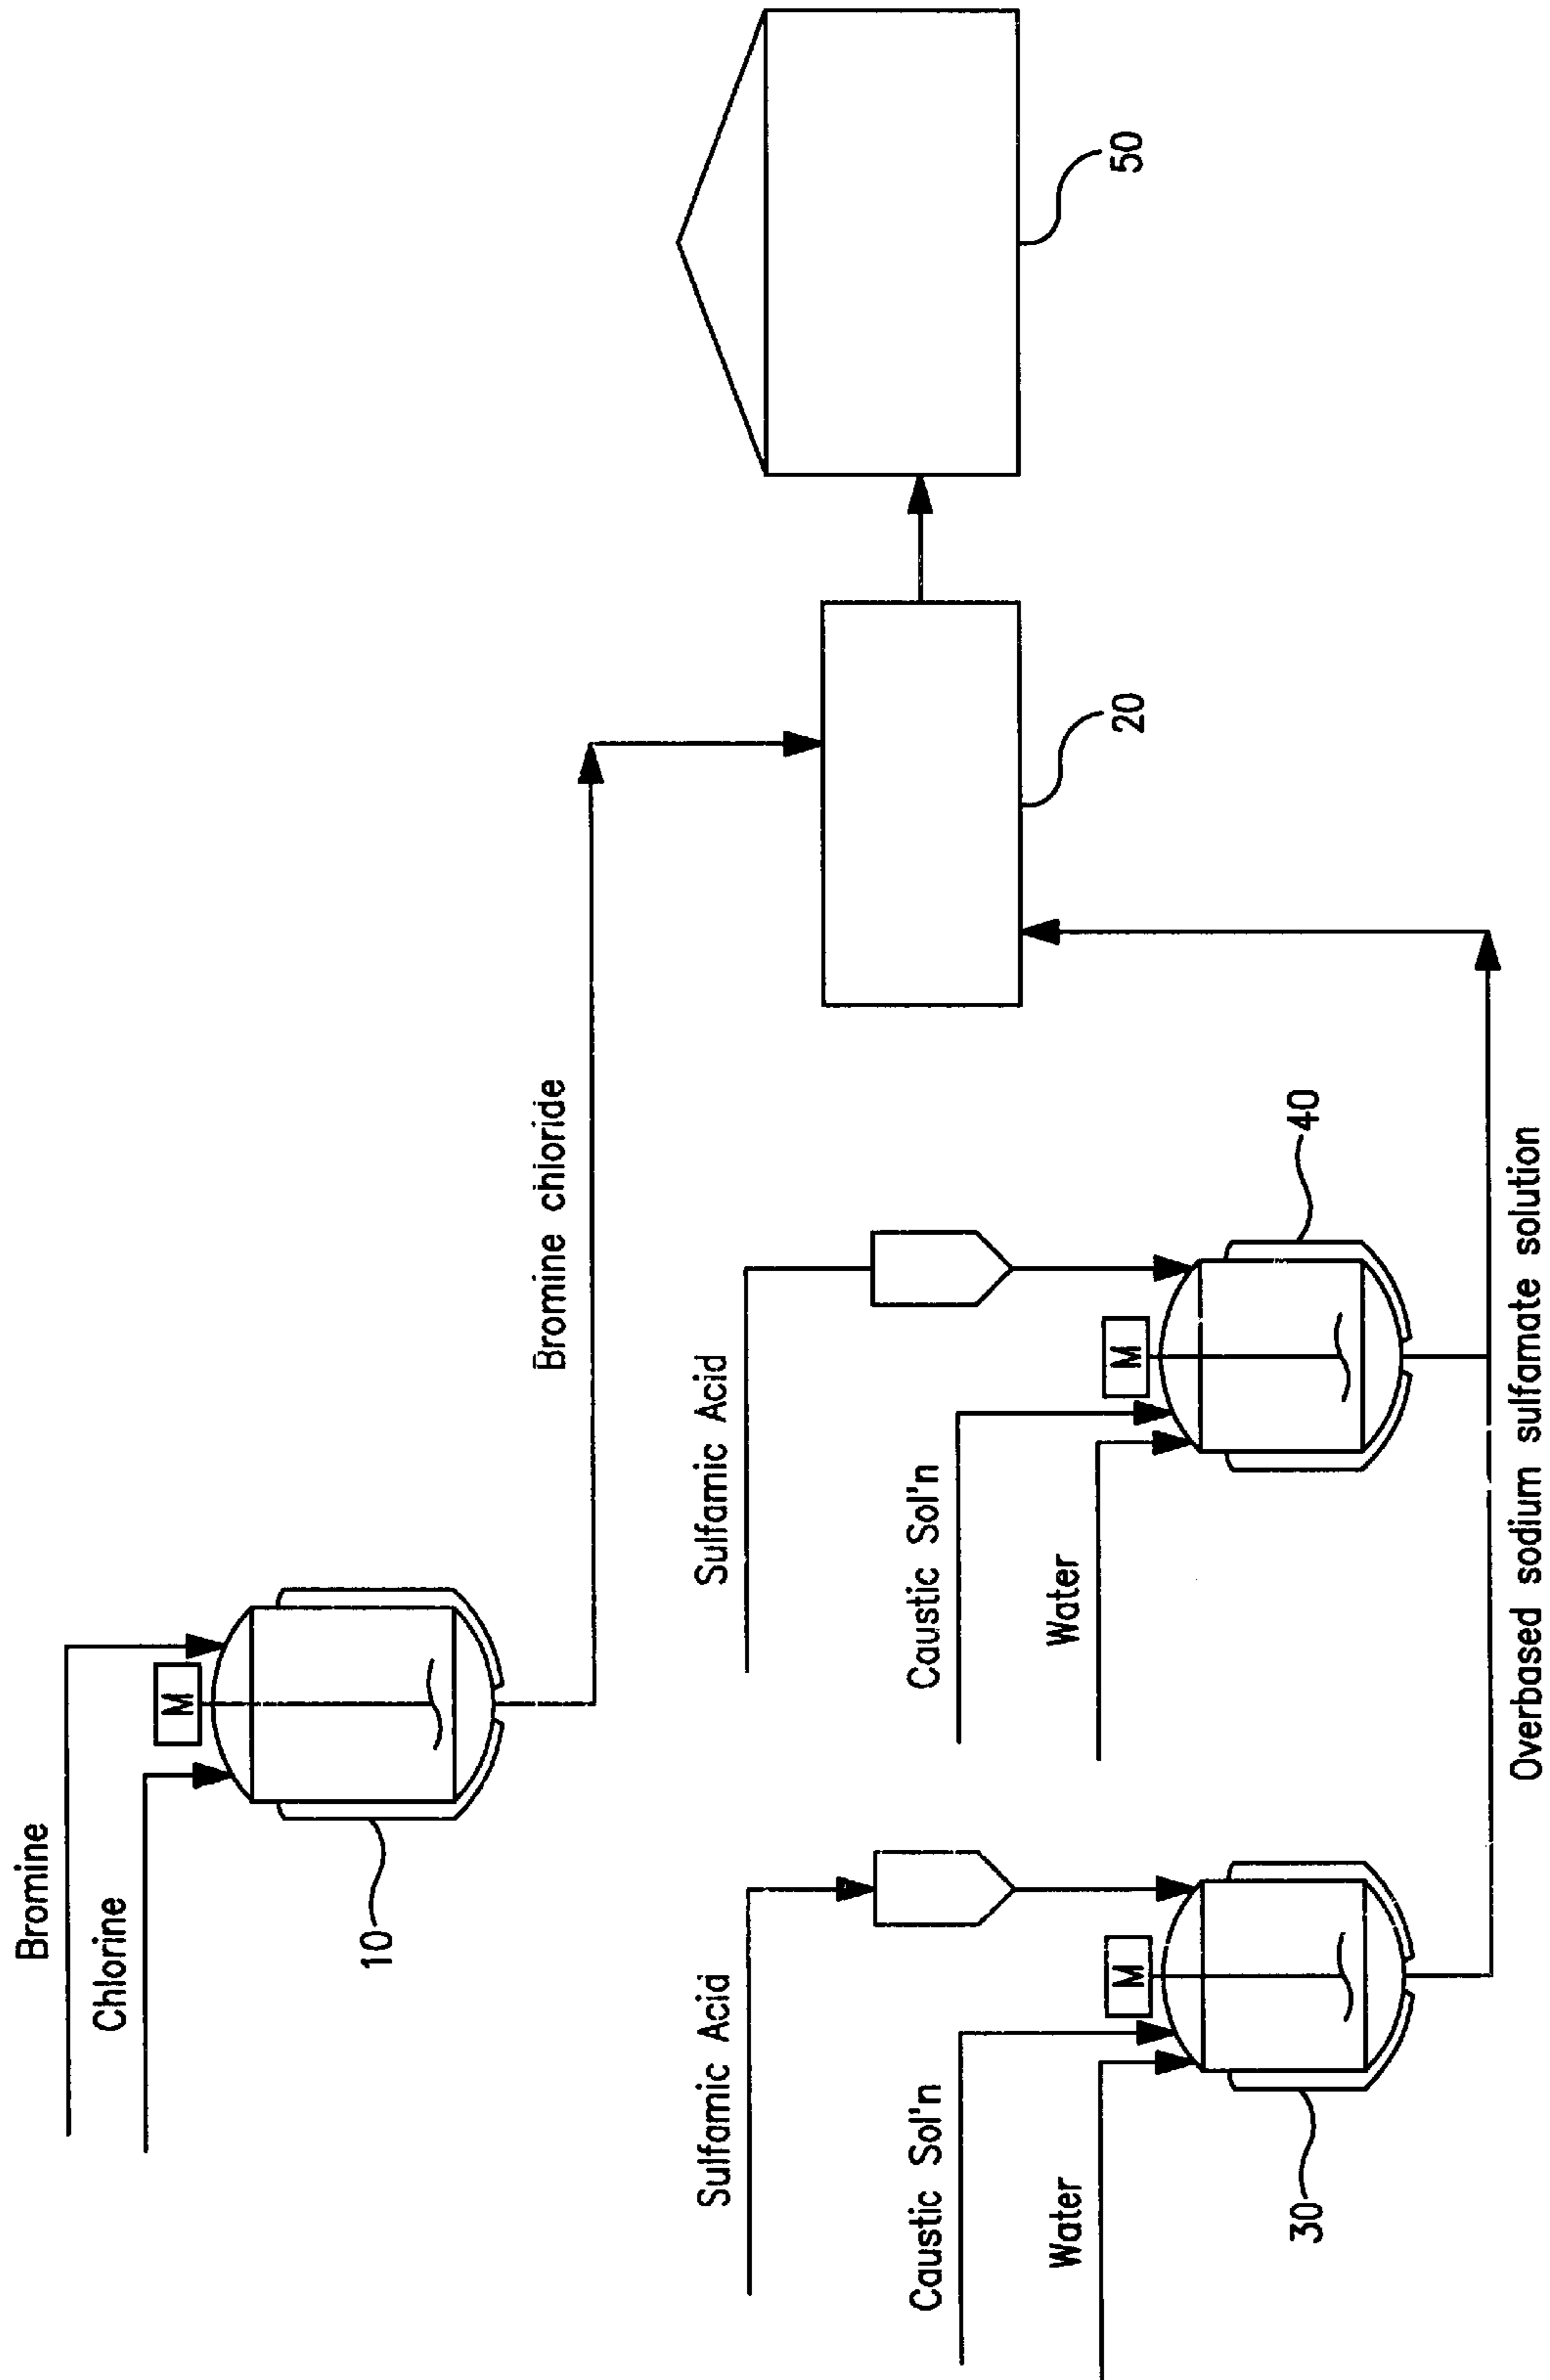 Bromine
M
Chlorine
10
Bromine chloride
Sulfamic Acid
Sulfamic Acid
M
M
Caustic Sol'n
Caustic Sol'n
Water
Water
30
40
20
50
Overbased sodium sulfamate solution